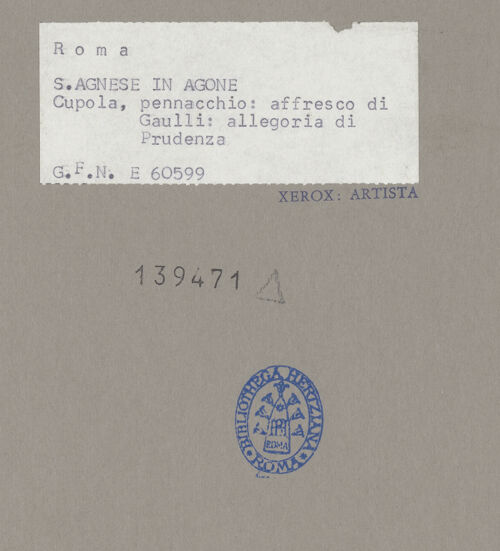 Roma
S.AGNESE IN AGONE
Cupola, pennacchio: affresco di
Gaulli: allegoria di
Prudenza
G.F.N. E 60599
XEROX: ARTISTA
139471
BIBLIOTHECA HERTZIANA
ROMA
ROMA